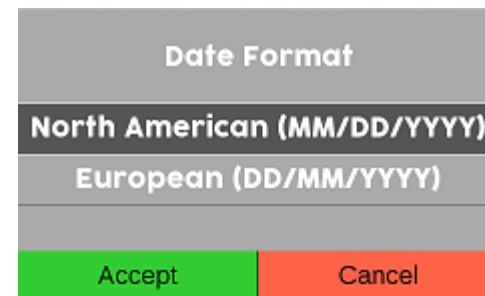 Date Format
North American (MM/DD/YYYY)
European (DD/MM/YYYY)
Accept
Cancel